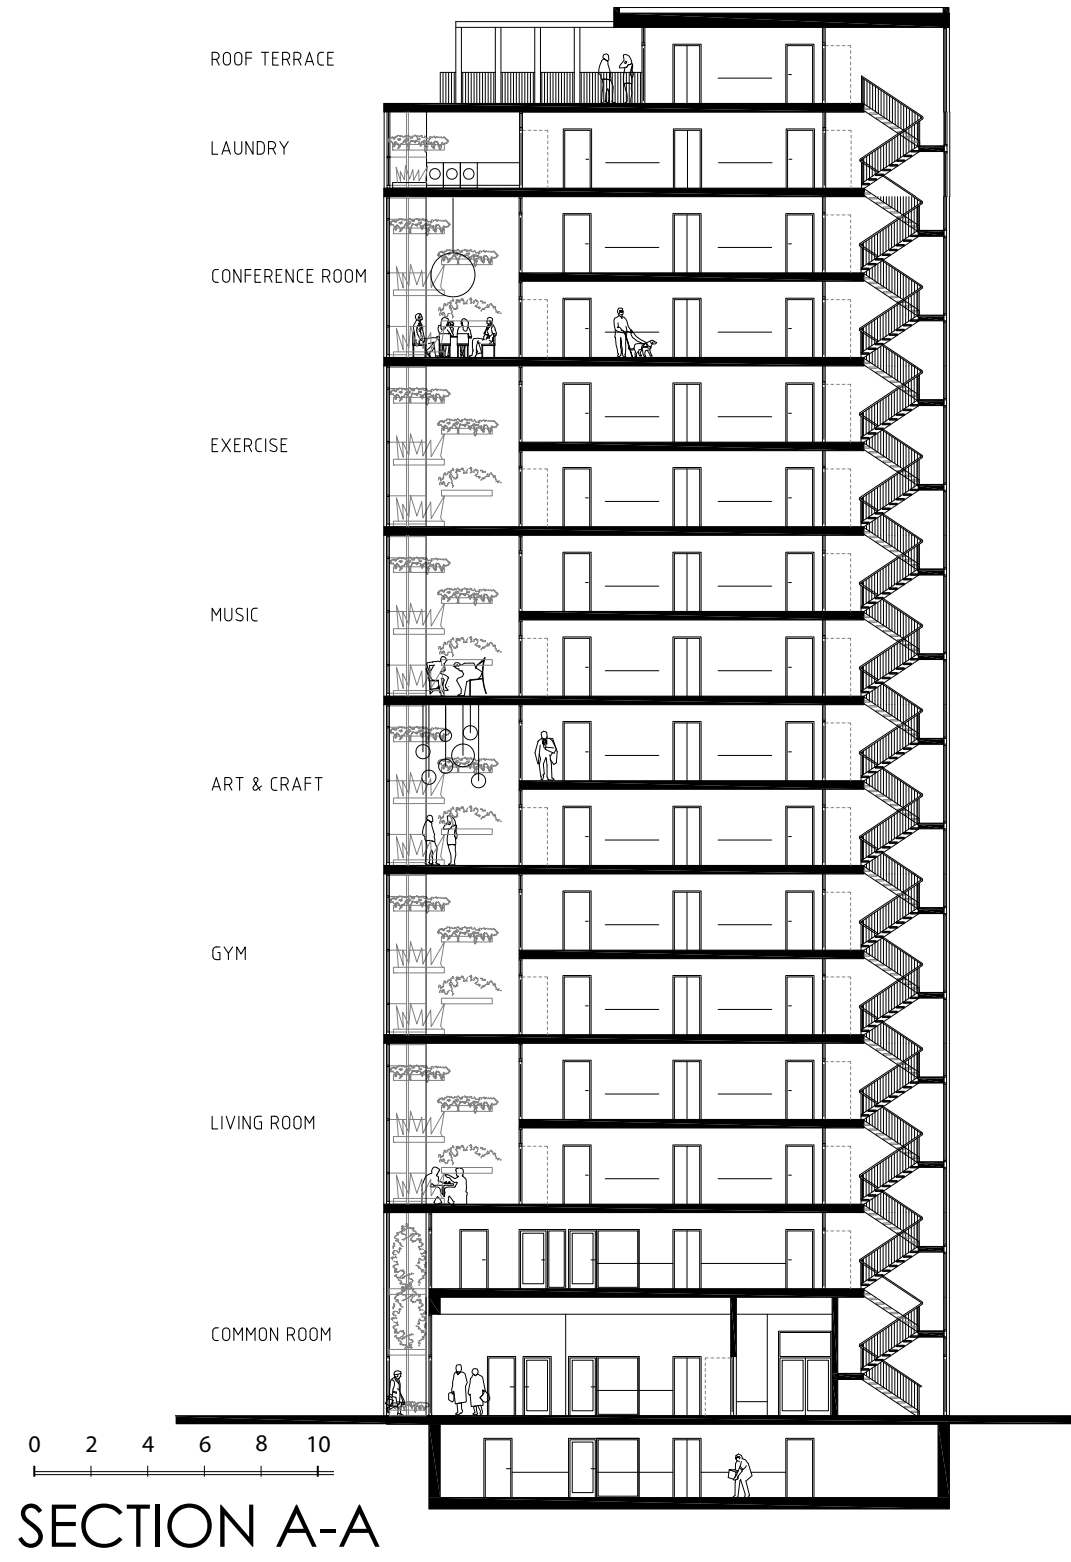 ROOF TERRACE
LAUNDRY
CONFERENCE ROOM
EXERCISE
MUSIC
ART & CRAFT
GYM
LIVING ROOM
COMMON ROOM
0 2 4 6 8 10
SECTION A-A